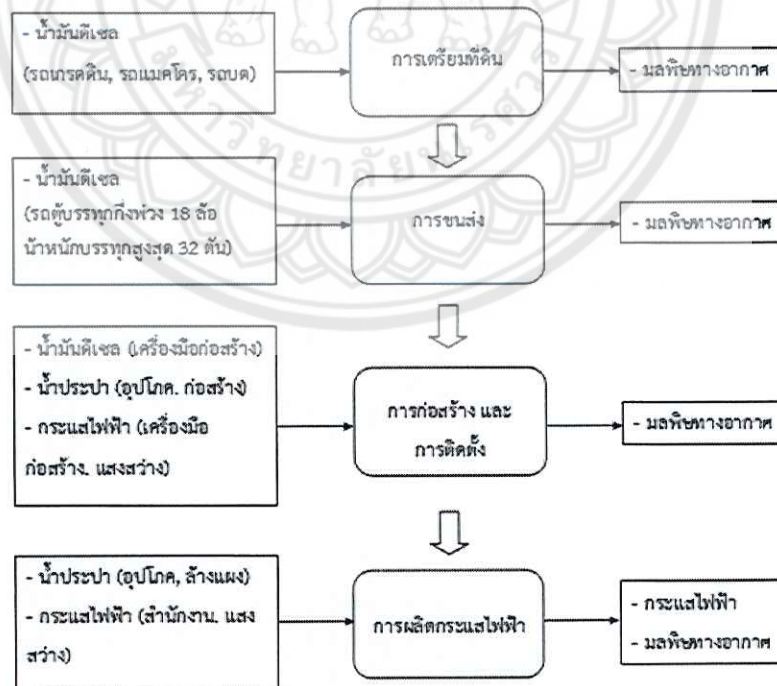 - น้ำมันดีเซล
(รถเกรดดิน, รถแมคโคร, รถบด)
การเตรียมที่ดิน
- มลพิษทางอากาศ
- น้ำมันดีเซล
(รถตู้บรรทุกกึ่งพ่วง 18 ล้อ
น้ำหนักบรรทุกสูงสุด 32 ตัน)
การขนส่ง
- มลพิษทางอากาศ
- น้ำมันดีเซล (เครื่องมือก่อสร้าง)
- น้ำประปา (อุปโภค. ก่อสร้าง)
- กระแสไฟฟ้า (เครื่องมือ
ก่อสร้าง. แสงสว่าง)
การก่อสร้าง และ
การติดตั้ง
- มลพิษทางอากาศ
- น้ำประปา (อุปโภค, ล้างแผง)
- กระแสไฟฟ้า (สำนักงาน. แสง
สว่าง)
การผลิตกระแสไฟฟ้า
- กระแสไฟฟ้า
- มลพิษทางอากาศ